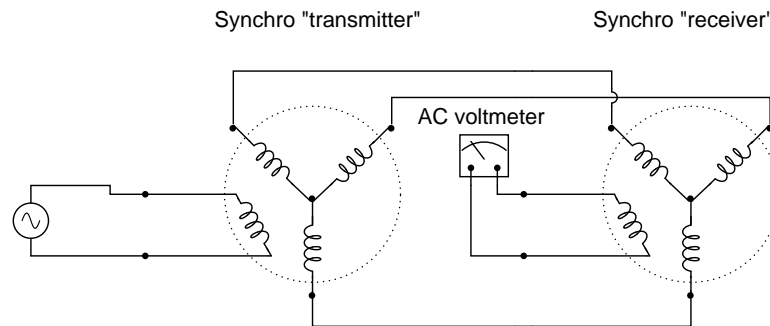 Synchro "transmitter"
Synchro "receiver"
AC voltmeter